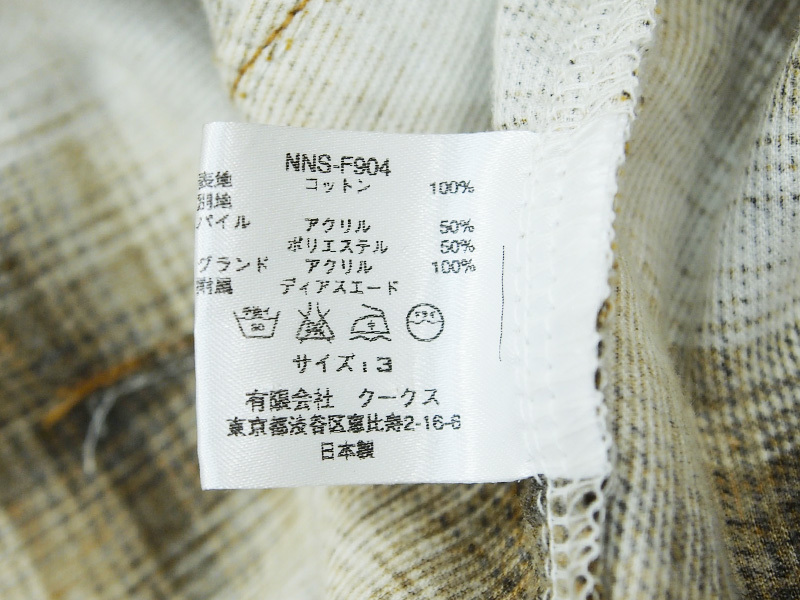 NNS-F904
表地 コットン 100%
別地
パイル アクリル 50%
ポリエステル 50%
グランド アクリル 100%
附属 ディアスエード
サイズ：3
有限会社 クークス
東京都渋谷区恵比寿2-16-6
日本製